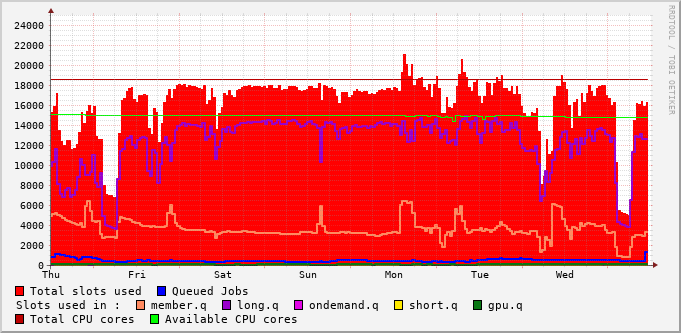 RRDTOOL / TOBI OETIKER
24000
22000
20000
18000
16000
14000
12000
10000
8000
6000
4000
2000
0
Thu Fri Sat Sun Mon Tue Wed
Total slots used Queued Jobs
Slots used in : member.q long.q ondemand.q short.q gpu.q
Total CPU cores Available CPU cores